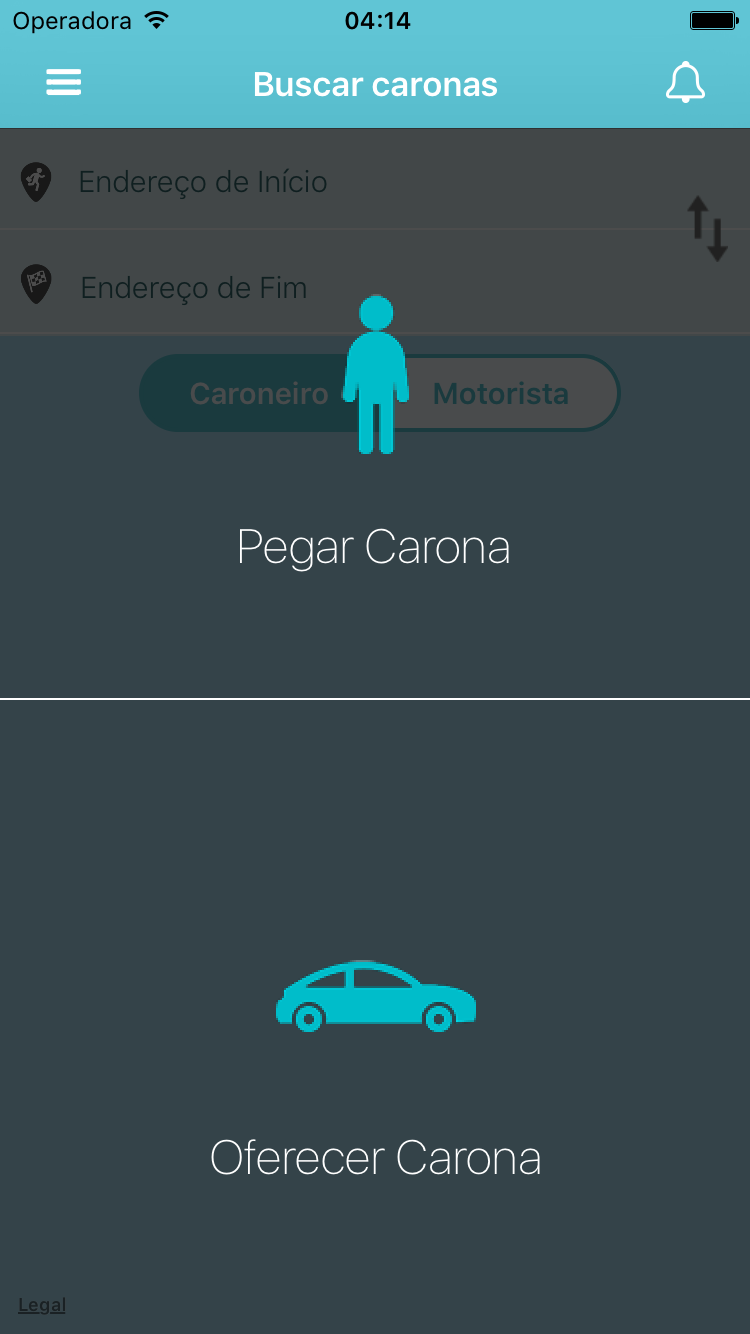 Operadora 04:14
Buscar caronas
Endereço de Início
Endereço de Fim
Caroneiro Motorista
Pegar Carona
Oferecer Carona
Legal